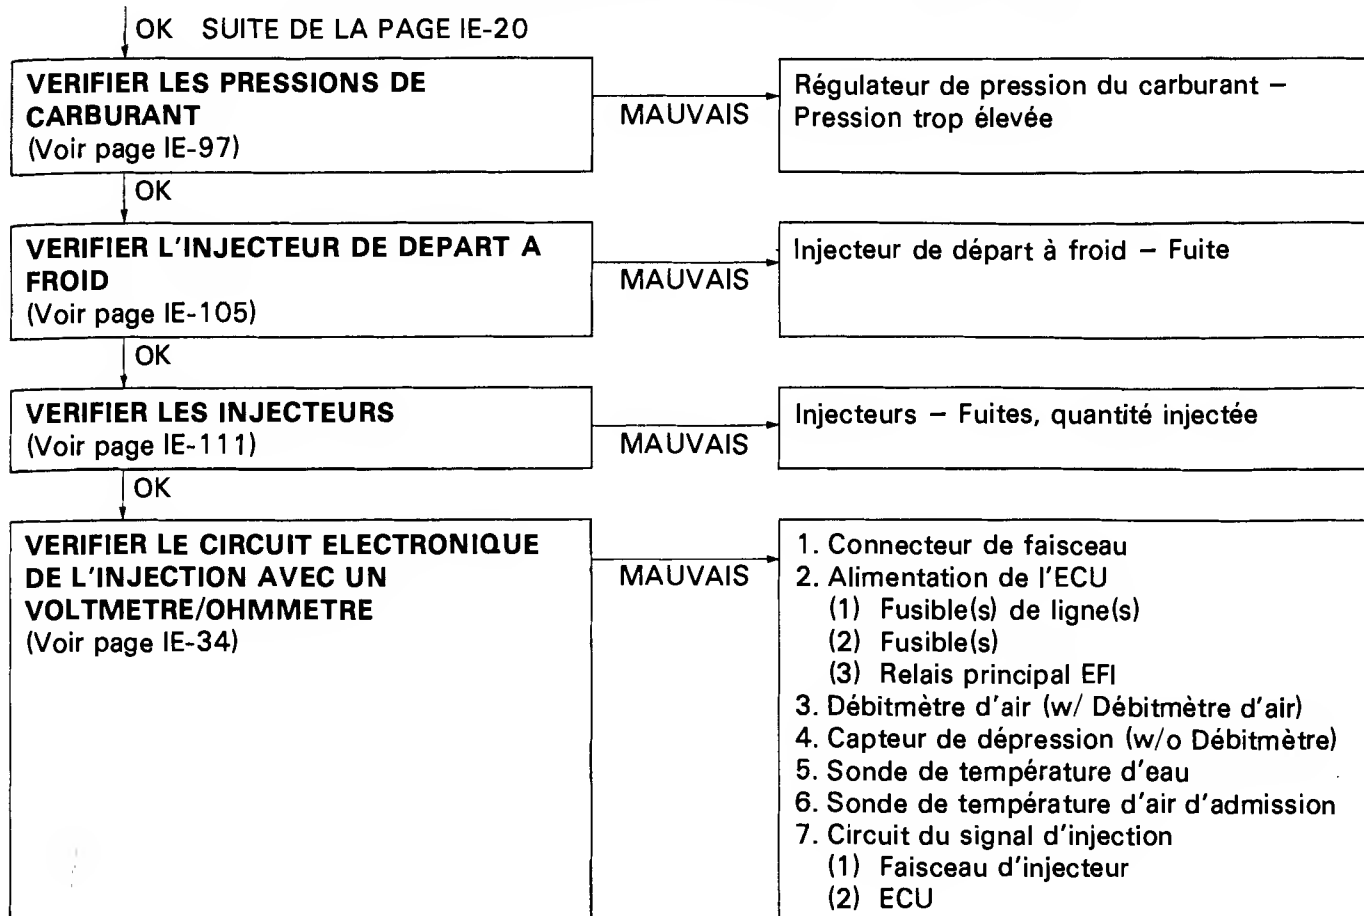 OK SUITE DE LA PAGE IE-20
VERIFIER LES PRESSIONS DE
CARBURANT
(Voir page IE-97)
MAUVAIS
Régulateur de pression du carburant –
Pression trop élevée
OK
VERIFIER L'INJECTEUR DE DEPART A
FROID
(Voir page IE-105)
MAUVAIS
Injecteur de départ à froid – Fuite
OK
VERIFIER LES INJECTEURS
(Voir page IE-111)
MAUVAIS
Injecteurs – Fuites, quantité injectée
OK
VERIFIER LE CIRCUIT ELECTRONIQUE
DE L'INJECTION AVEC UN
VOLTMETRE/OHMMETRE
(Voir page IE-34)
MAUVAIS
1. Connecteur de faisceau
2. Alimentation de l'ECU
(1) Fusible(s) de ligne(s)
(2) Fusible(s)
(3) Relais principal EFI
3. Débitmètre d'air (w/ Débitmètre d'air)
4. Capteur de dépression (w/o Débitmètre)
5. Sonde de température d'eau
6. Sonde de température d'air d'admission
7. Circuit du signal d'injection
(1) Faisceau d'injecteur
(2) ECU